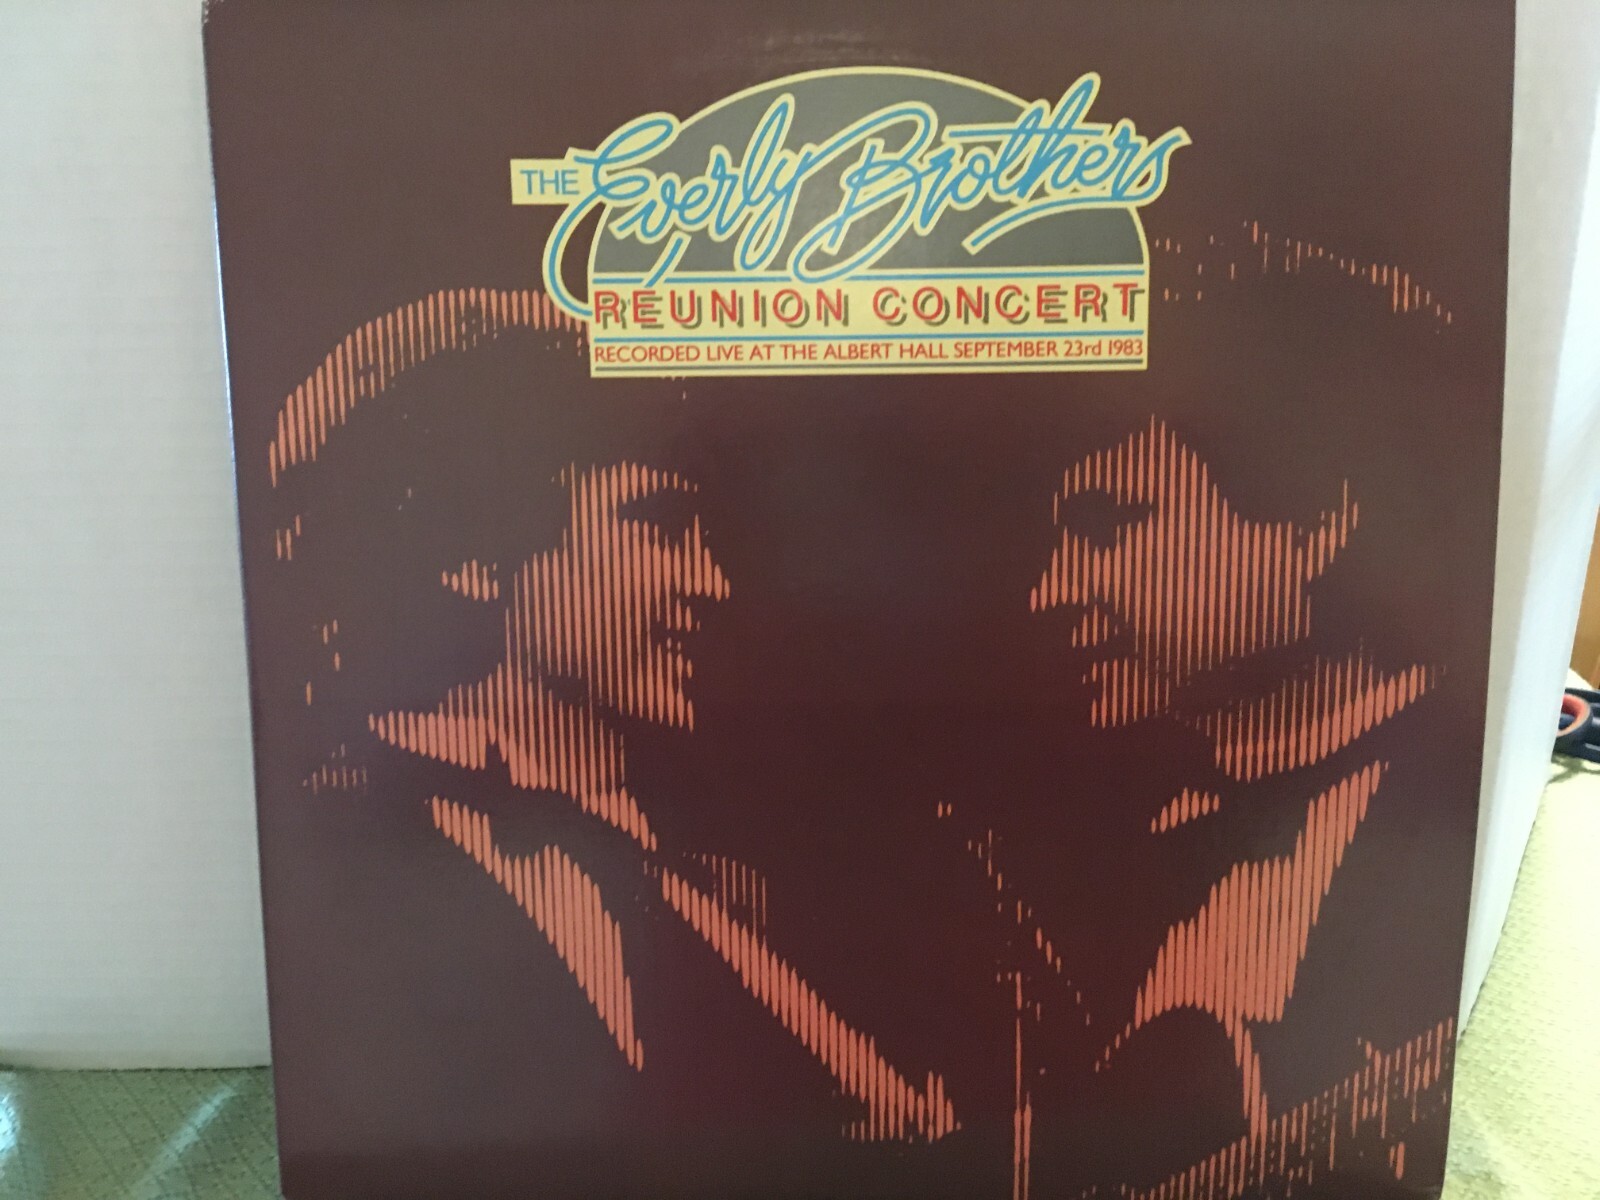 THE Everly Brothers
REUNION CONCERT
RECORDED LIVE AT THE ALBERT HALL SEPTEMBER 23rd 1983